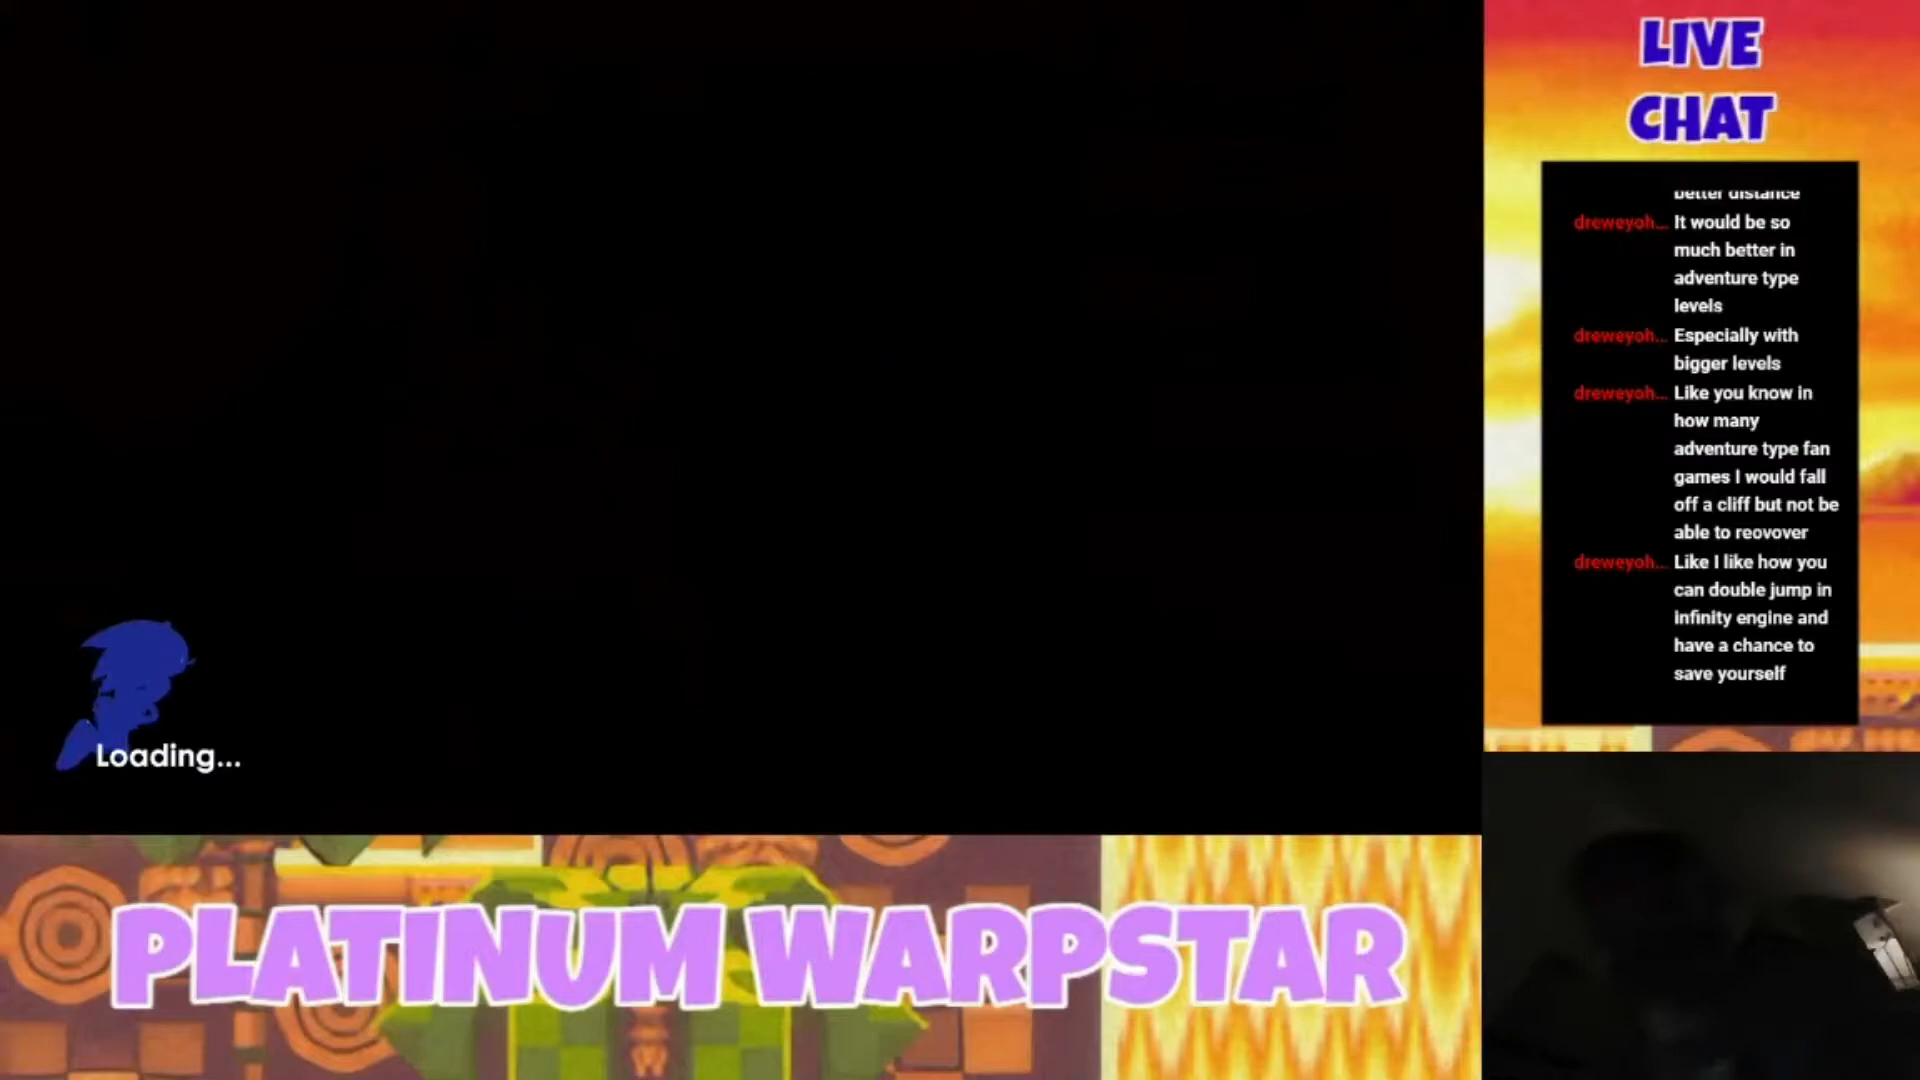 LIVE
CHAT
better distance
dreweyoh... It would be so
much better in
adventure type
levels
dreweyoh... Especially with
bigger levels
dreweyoh... Like you know in
how many
adventure type fan
games I would fall
off a cliff but not be
able to reovover
dreweyoh... Like I like how you
can double jump in
infinity engine and
have a chance to
save yourself
Loading...
PLATINUM WARPSTAR